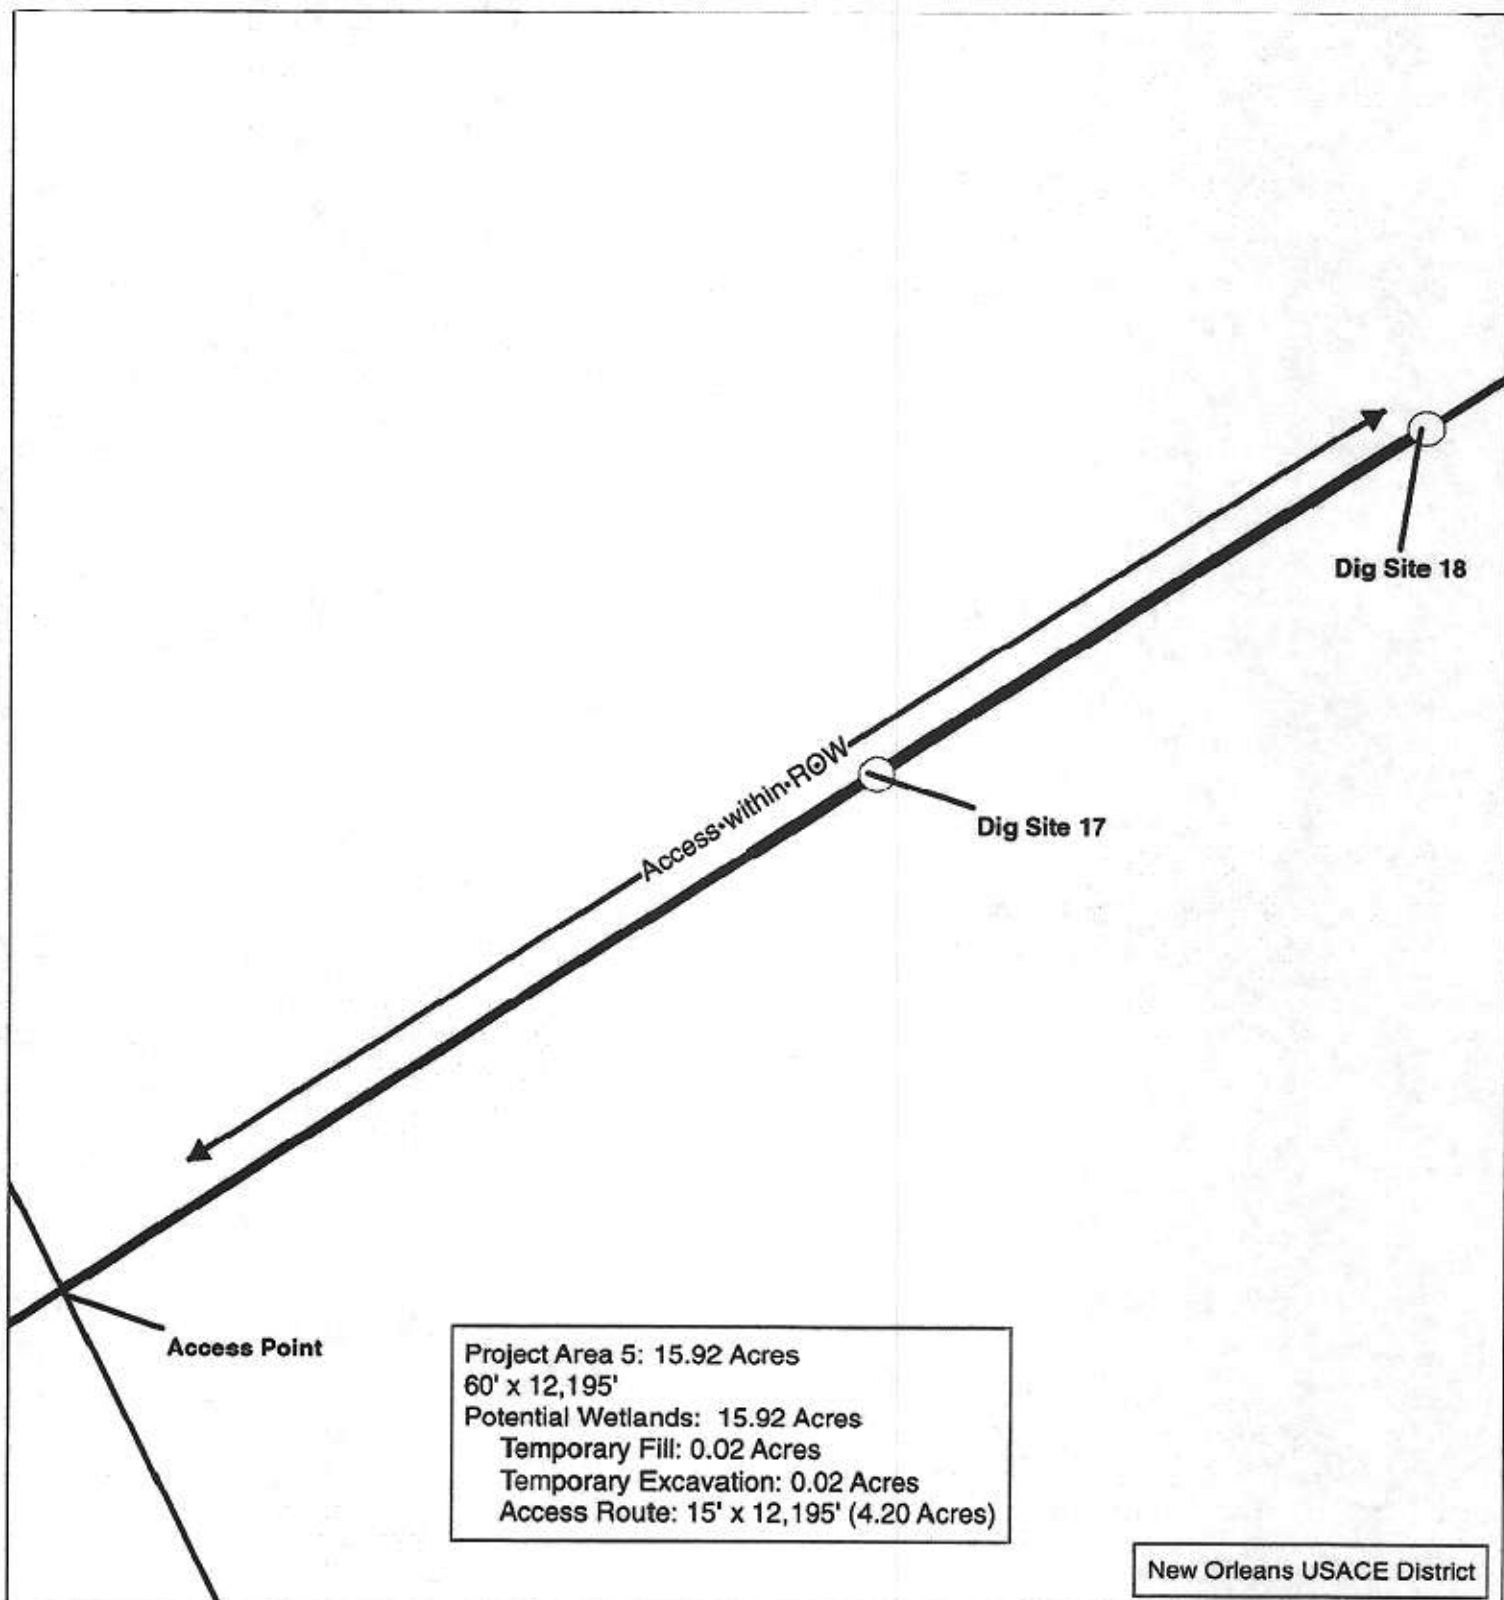 Dig Site 18
Access within ROW
Dig Site 17
Access Point
Project Area 5: 15.92 Acres
60' x 12,195'
Potential Wetlands: 15.92 Acres
Temporary Fill: 0.02 Acres
Temporary Excavation: 0.02 Acres
Access Route: 15' x 12,195' (4.20 Acres)
New Orleans USACE District